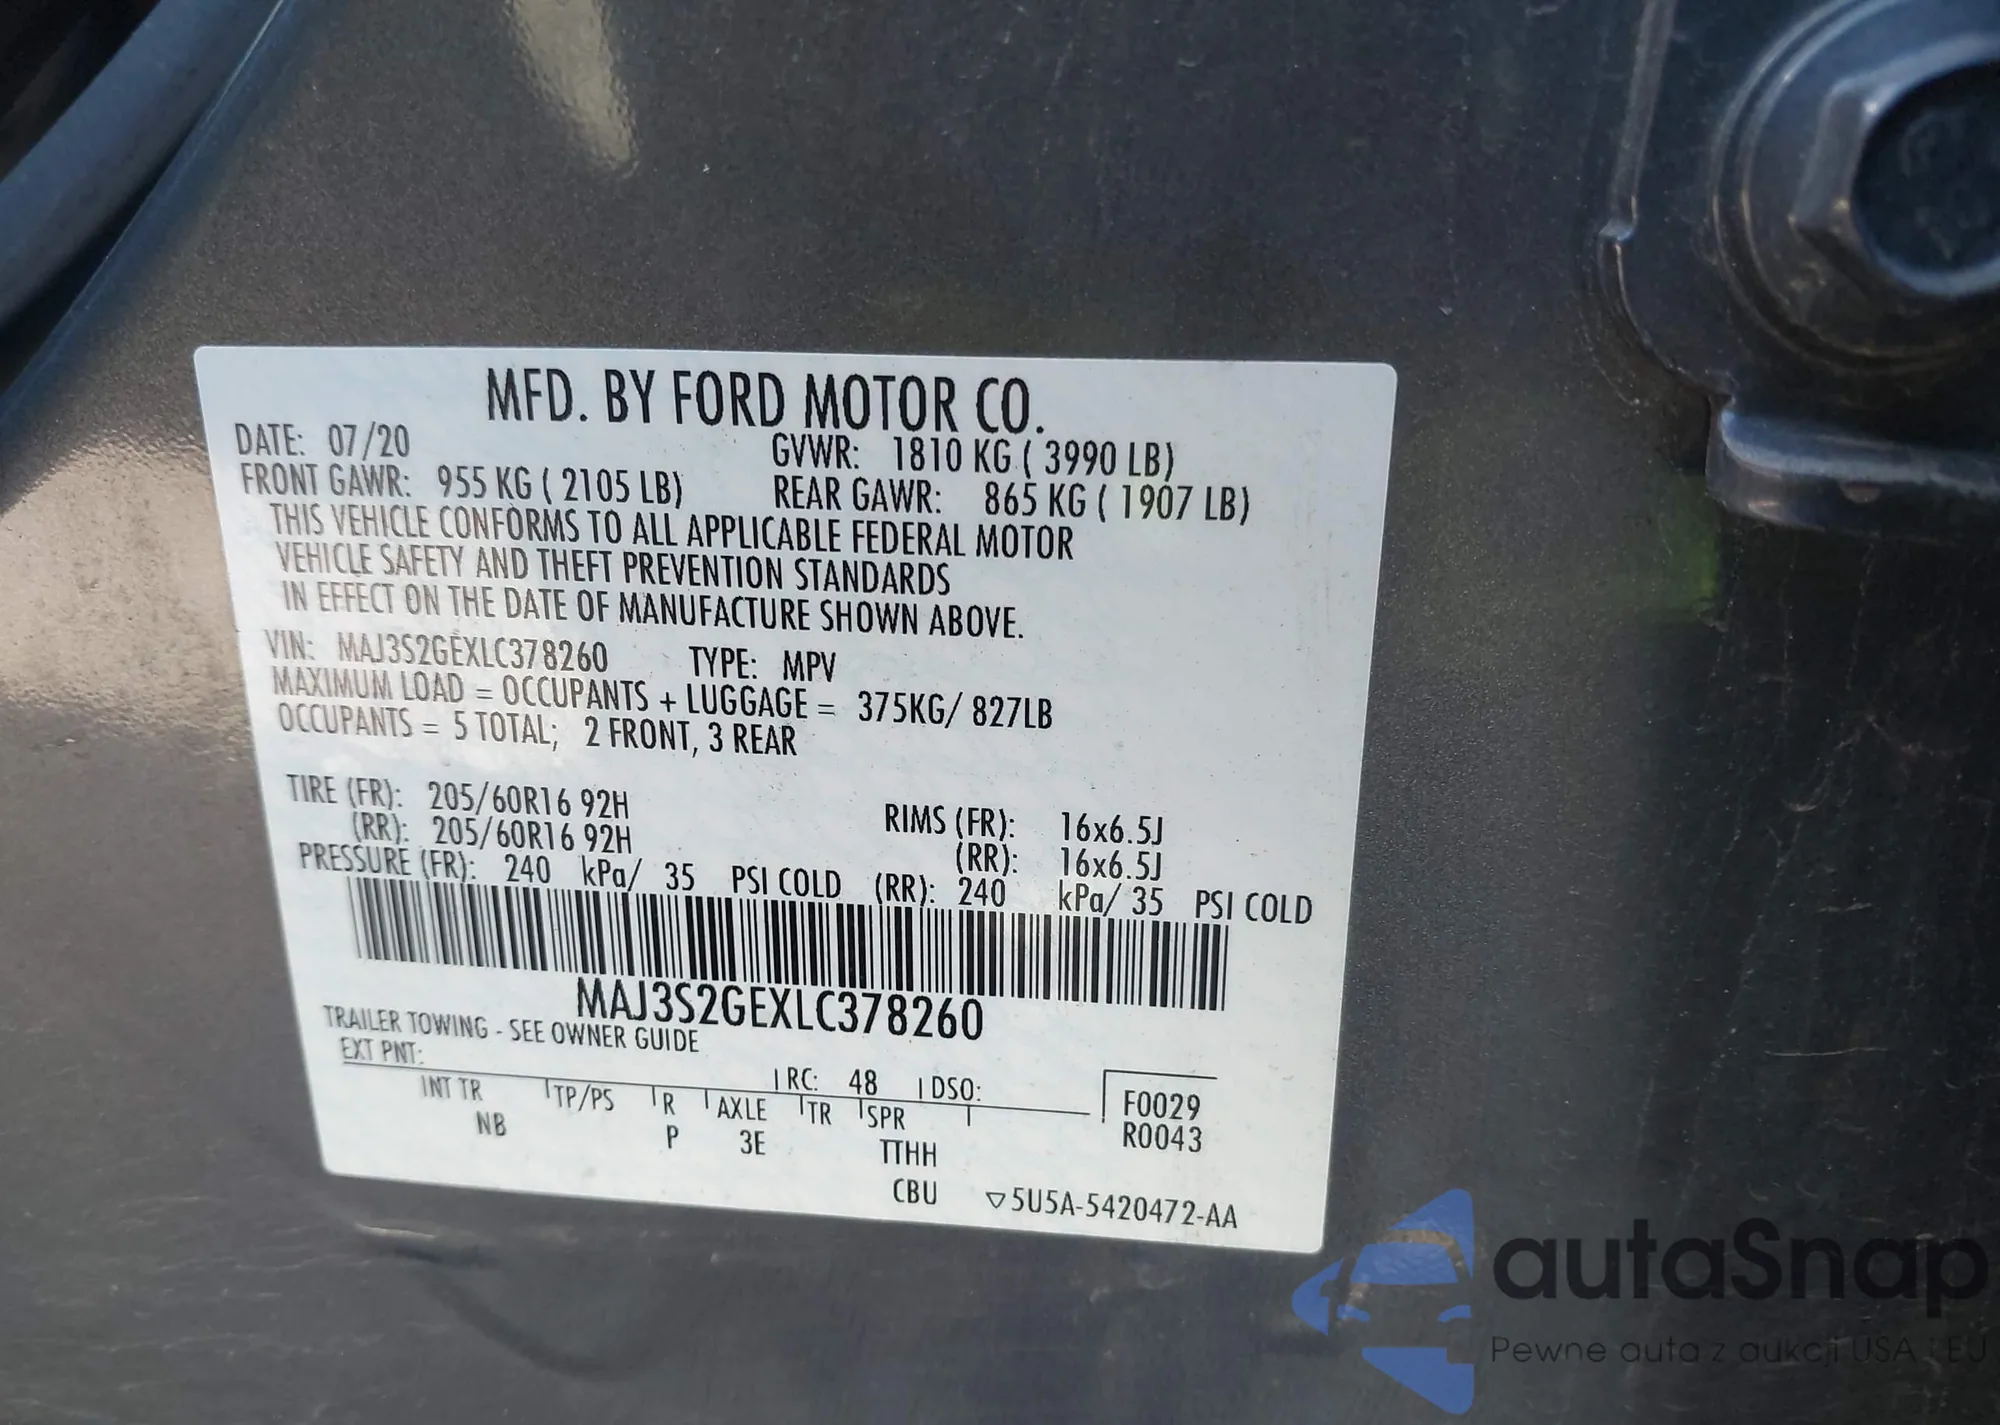 MFD. BY FORD MOTOR CO.
DATE: 07/20 GVWR: 1810 KG ( 3990 LB)
FRONT GAWR: 955 KG ( 2105 LB) REAR GAWR: 865 KG ( 1907 LB)
THIS VEHICLE CONFORMS TO ALL APPLICABLE FEDERAL MOTOR
VEHICLE SAFETY AND THEFT PREVENTION STANDARDS
IN EFFECT ON THE DATE OF MANUFACTURE SHOWN ABOVE.
VIN: MAJ3S2GEXLC378260 TYPE: MPV
MAXIMUM LOAD = OCCUPANTS + LUGGAGE = 375KG/ 827LB
OCCUPANTS = 5 TOTAL; 2 FRONT, 3 REAR
TIRE (FR): 205/60R16 92H RIMS (FR): 16x6.5J
(RR): 205/60R16 92H (RR): 16x6.5J
PRESSURE (FR): 240 kPa/ 35 PSI COLD (RR): 240 kPa/ 35 PSI COLD
MAJ3S2GEXLC378260
TRAILER TOWING - SEE OWNER GUIDE
EXT PNT: RC: 48 DSO:
INT TR TP/PS R AXLE TR SPR F0029
NB P 3E TTHH R0043
CBU ▽5U5A-5420472-AA
autaSnap
Pewne auta z aukcji USA i EU